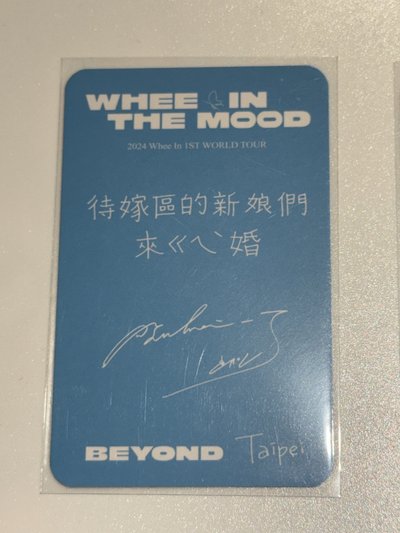 WHEE IN
THE MOOD
2024 Whee In 1ST WORLD TOUR
待嫁區的新娘們
來ㄍㄟˋ婚
BEYOND Taipei